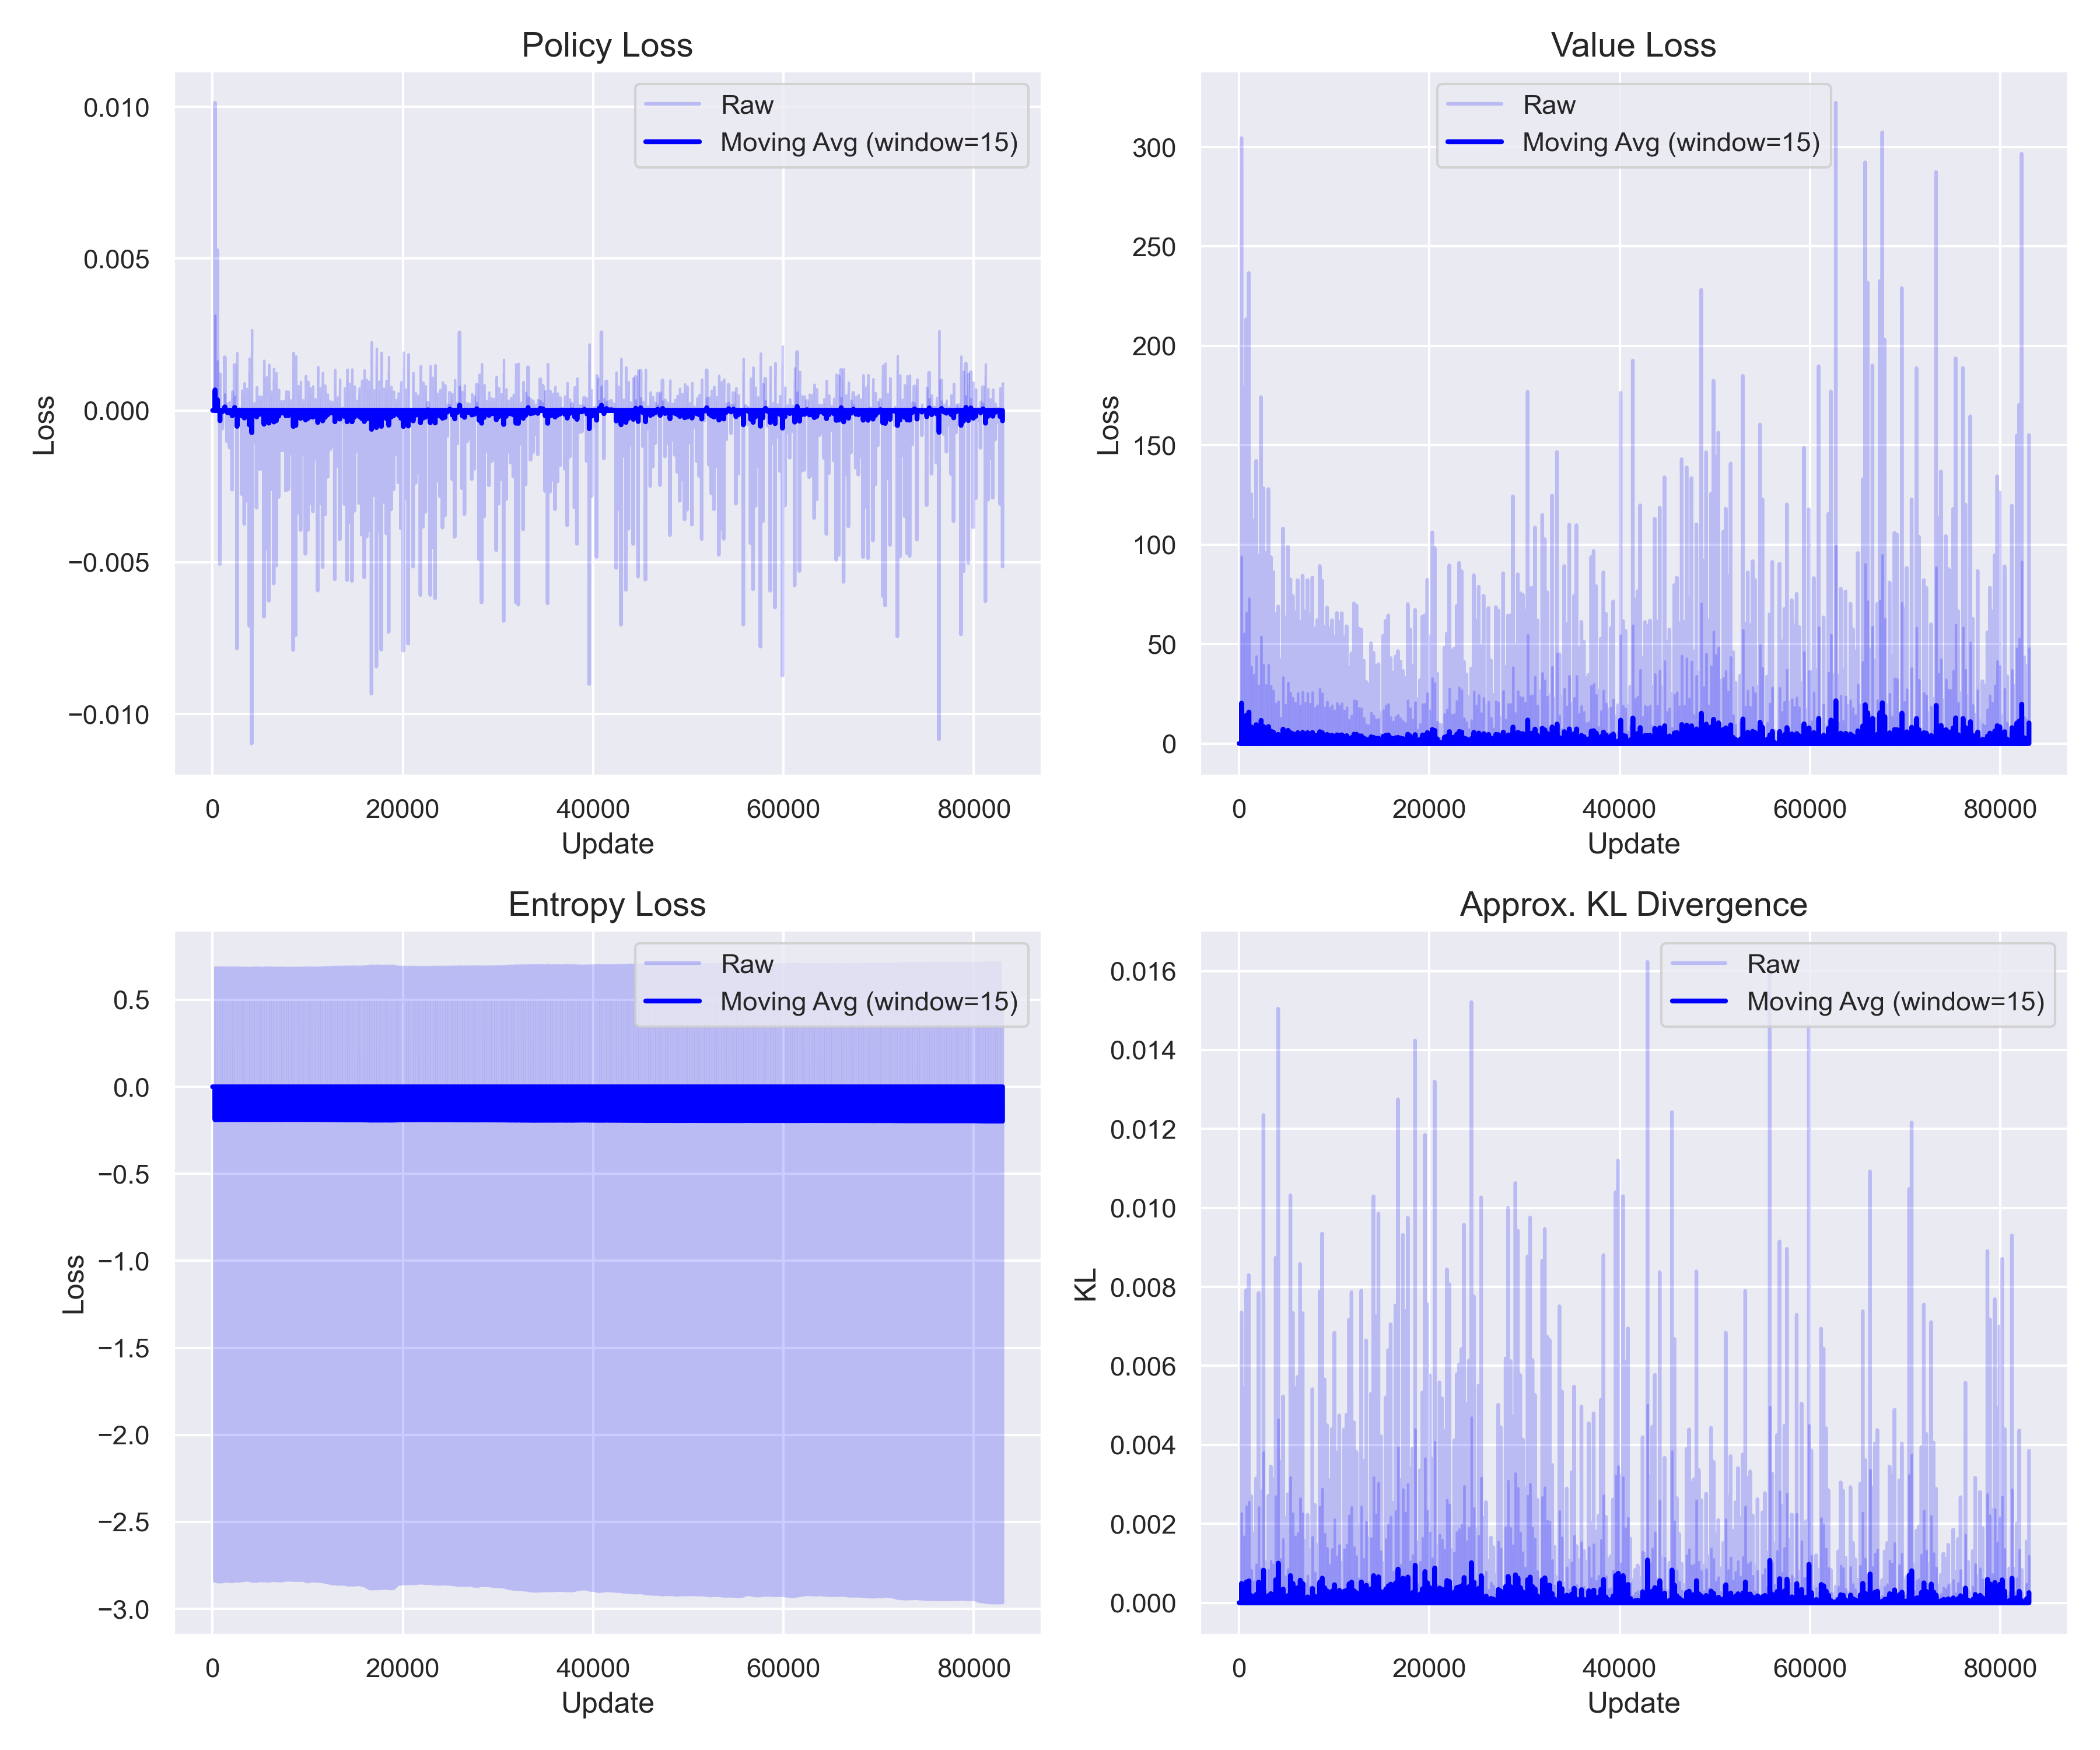 Policy Loss
Raw
Moving Avg (window=15)
0.010
0.005
0.000
−0.005
−0.010
Loss
0
20000
40000
60000
80000
Update
Value Loss
Raw
Moving Avg (window=15)
300
250
200
150
100
50
0
Loss
0
20000
40000
60000
80000
Update
Entropy Loss
Raw
Moving Avg (window=15)
0.5
0.0
−0.5
−1.0
−1.5
−2.0
−2.5
−3.0
Loss
0
20000
40000
60000
80000
Update
Approx. KL Divergence
Raw
Moving Avg (window=15)
0.016
0.014
0.012
0.010
0.008
0.006
0.004
0.002
0.000
KL
0
20000
40000
60000
80000
Update